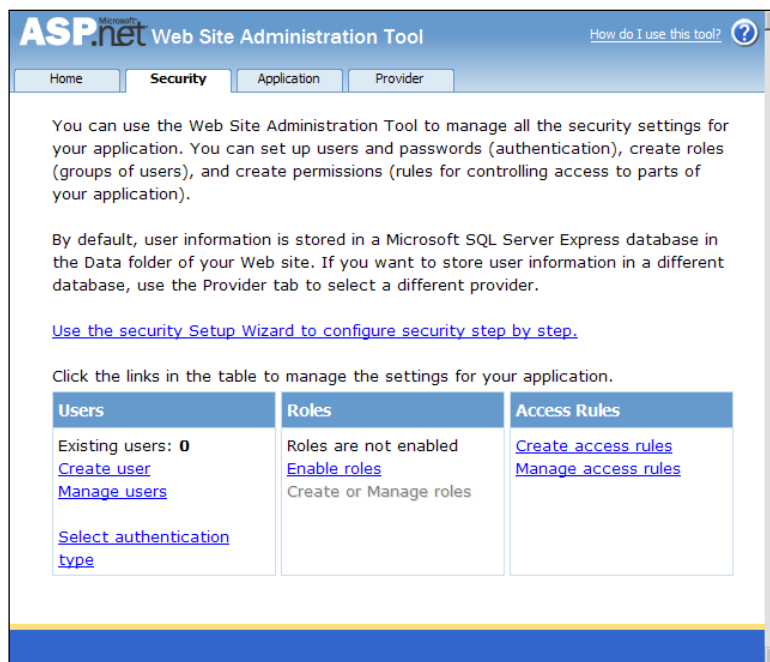 Microsoft
ASP.net Web Site Administration Tool
How do I use this tool? ?
Home Security Application Provider
You can use the Web Site Administration Tool to manage all the security settings for
your application. You can set up users and passwords (authentication), create roles
(groups of users), and create permissions (rules for controlling access to parts of
your application).
By default, user information is stored in a Microsoft SQL Server Express database in
the Data folder of your Web site. If you want to store user information in a different
database, use the Provider tab to select a different provider.
Use the security Setup Wizard to configure security step by step.
Click the links in the table to manage the settings for your application.
Users
Existing users: 0
Create user
Manage users
Select authentication
type
Roles
Roles are not enabled
Enable roles
Create or Manage roles
Access Rules
Create access rules
Manage access rules